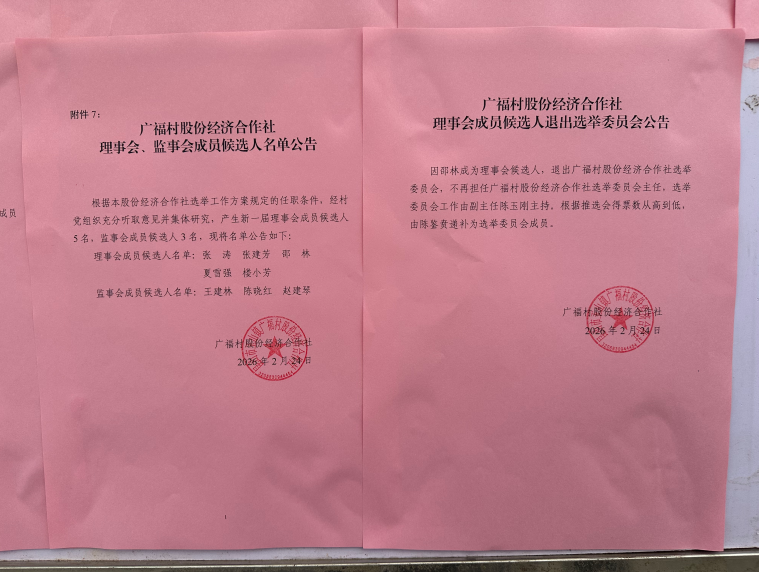 成员
附件 7：
广福村股份经济合作社
理事会、监事会成员候选人名单公告
根据本股份经济合作社选举工作方案规定的任职条件，经村
党组织充分听取意见并集体研究，产生新一届理事会成员候选人
5 名，监事会成员候选人 3 名，现将名单公告如下：
理事会成员候选人名单：张 涛 张建芳 邵 林
夏雪强 楼小芳
监事会成员候选人名单：王建林 陈晓红 赵建琴
广福村股份经济合作社
2026 年 2 月 24 日
广福村股份经济合作社
理事会成员候选人退出选举委员会公告
因邵林成为理事会候选人，退出广福村股份经济合作社选举
委员会，不再担任广福村股份经济合作社选举委员会主任，选举
委员会工作由副主任陈玉刚主持。根据推选会得票数从高到低，
由陈鉴贲递补为选举委员会成员。
广福村股份经济合作社
2026 年 2 月 24 日